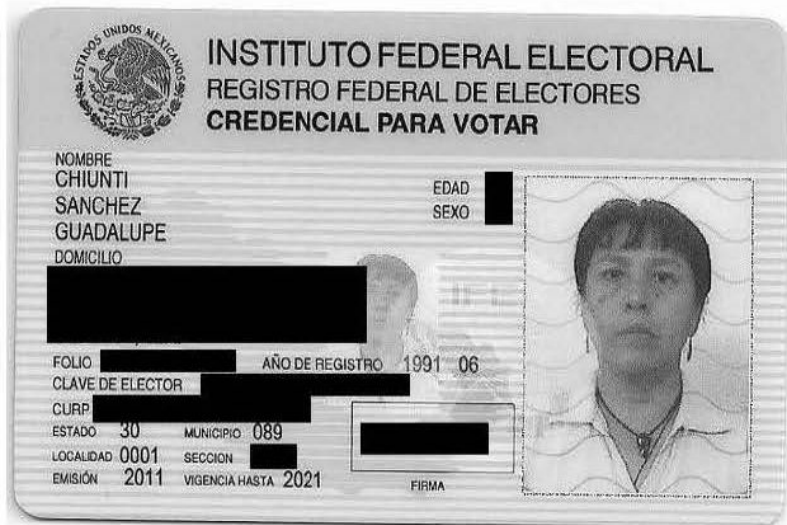 ESTADOS UNIDOS MEXICANOS
INSTITUTO FEDERAL ELECTORAL
REGISTRO FEDERAL DE ELECTORES
CREDENCIAL PARA VOTAR
NOMBRE
CHIUNTI
SANCHEZ
GUADALUPE
EDAD
SEXO
DOMICILIO
FOLIO AÑO DE REGISTRO 1991 06
CLAVE DE ELECTOR
CURP
ESTADO 30 MUNICIPIO 089
LOCALIDAD 0001 SECCION
EMISIÓN 2011 VIGENCIA HASTA 2021
FIRMA